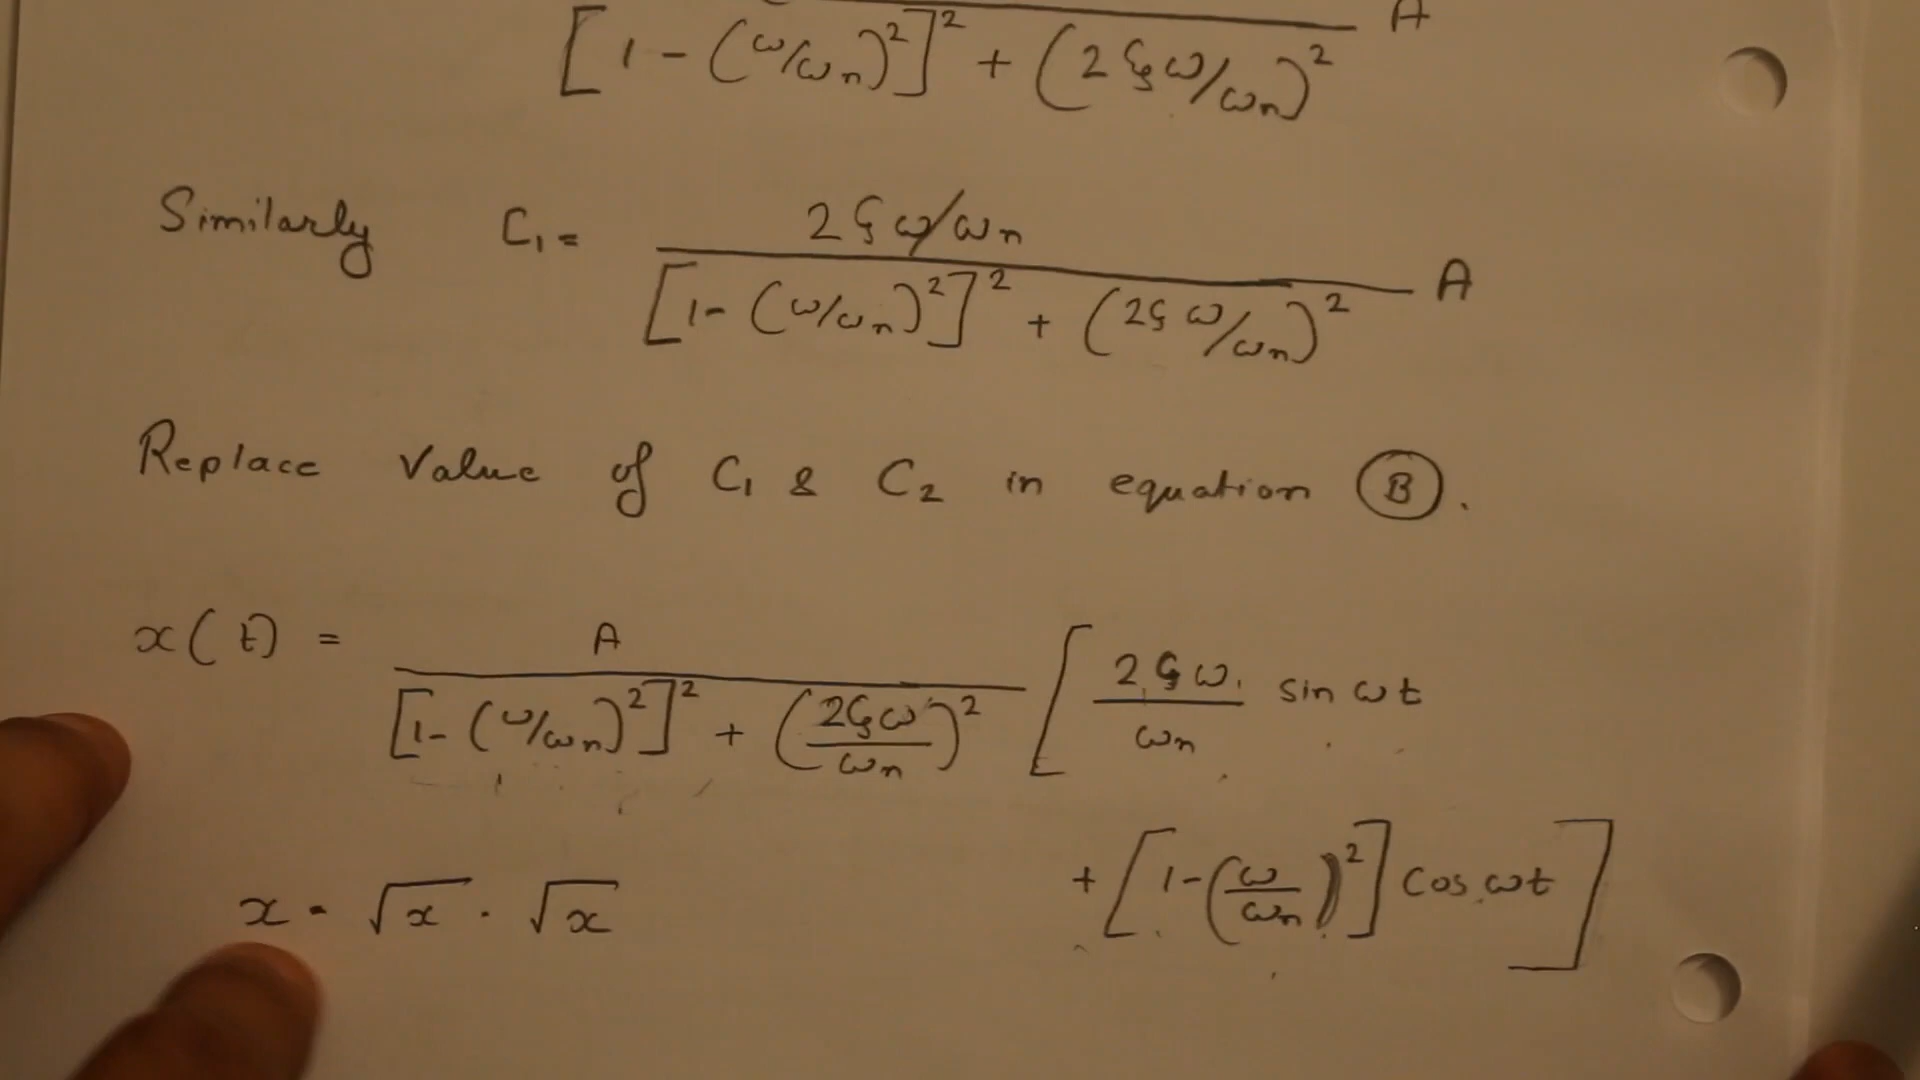 [1-(ω/ωn)²]² + (2ξω/ωn)² A
Similarly C₁ = 2ξω/ωn / [1-(ω/ωn)²]² + (2ξω/ωn)² A
Replace Value of C₁ & C₂ in equation Ⓑ.
x(t) = A / [1-(ω/ωn)²]² + (2ξω/ωn)² [ 2ξω/ωn sin ωt
+ [1-(ω/ωn)²] cos ωt ]
x = √x · √x